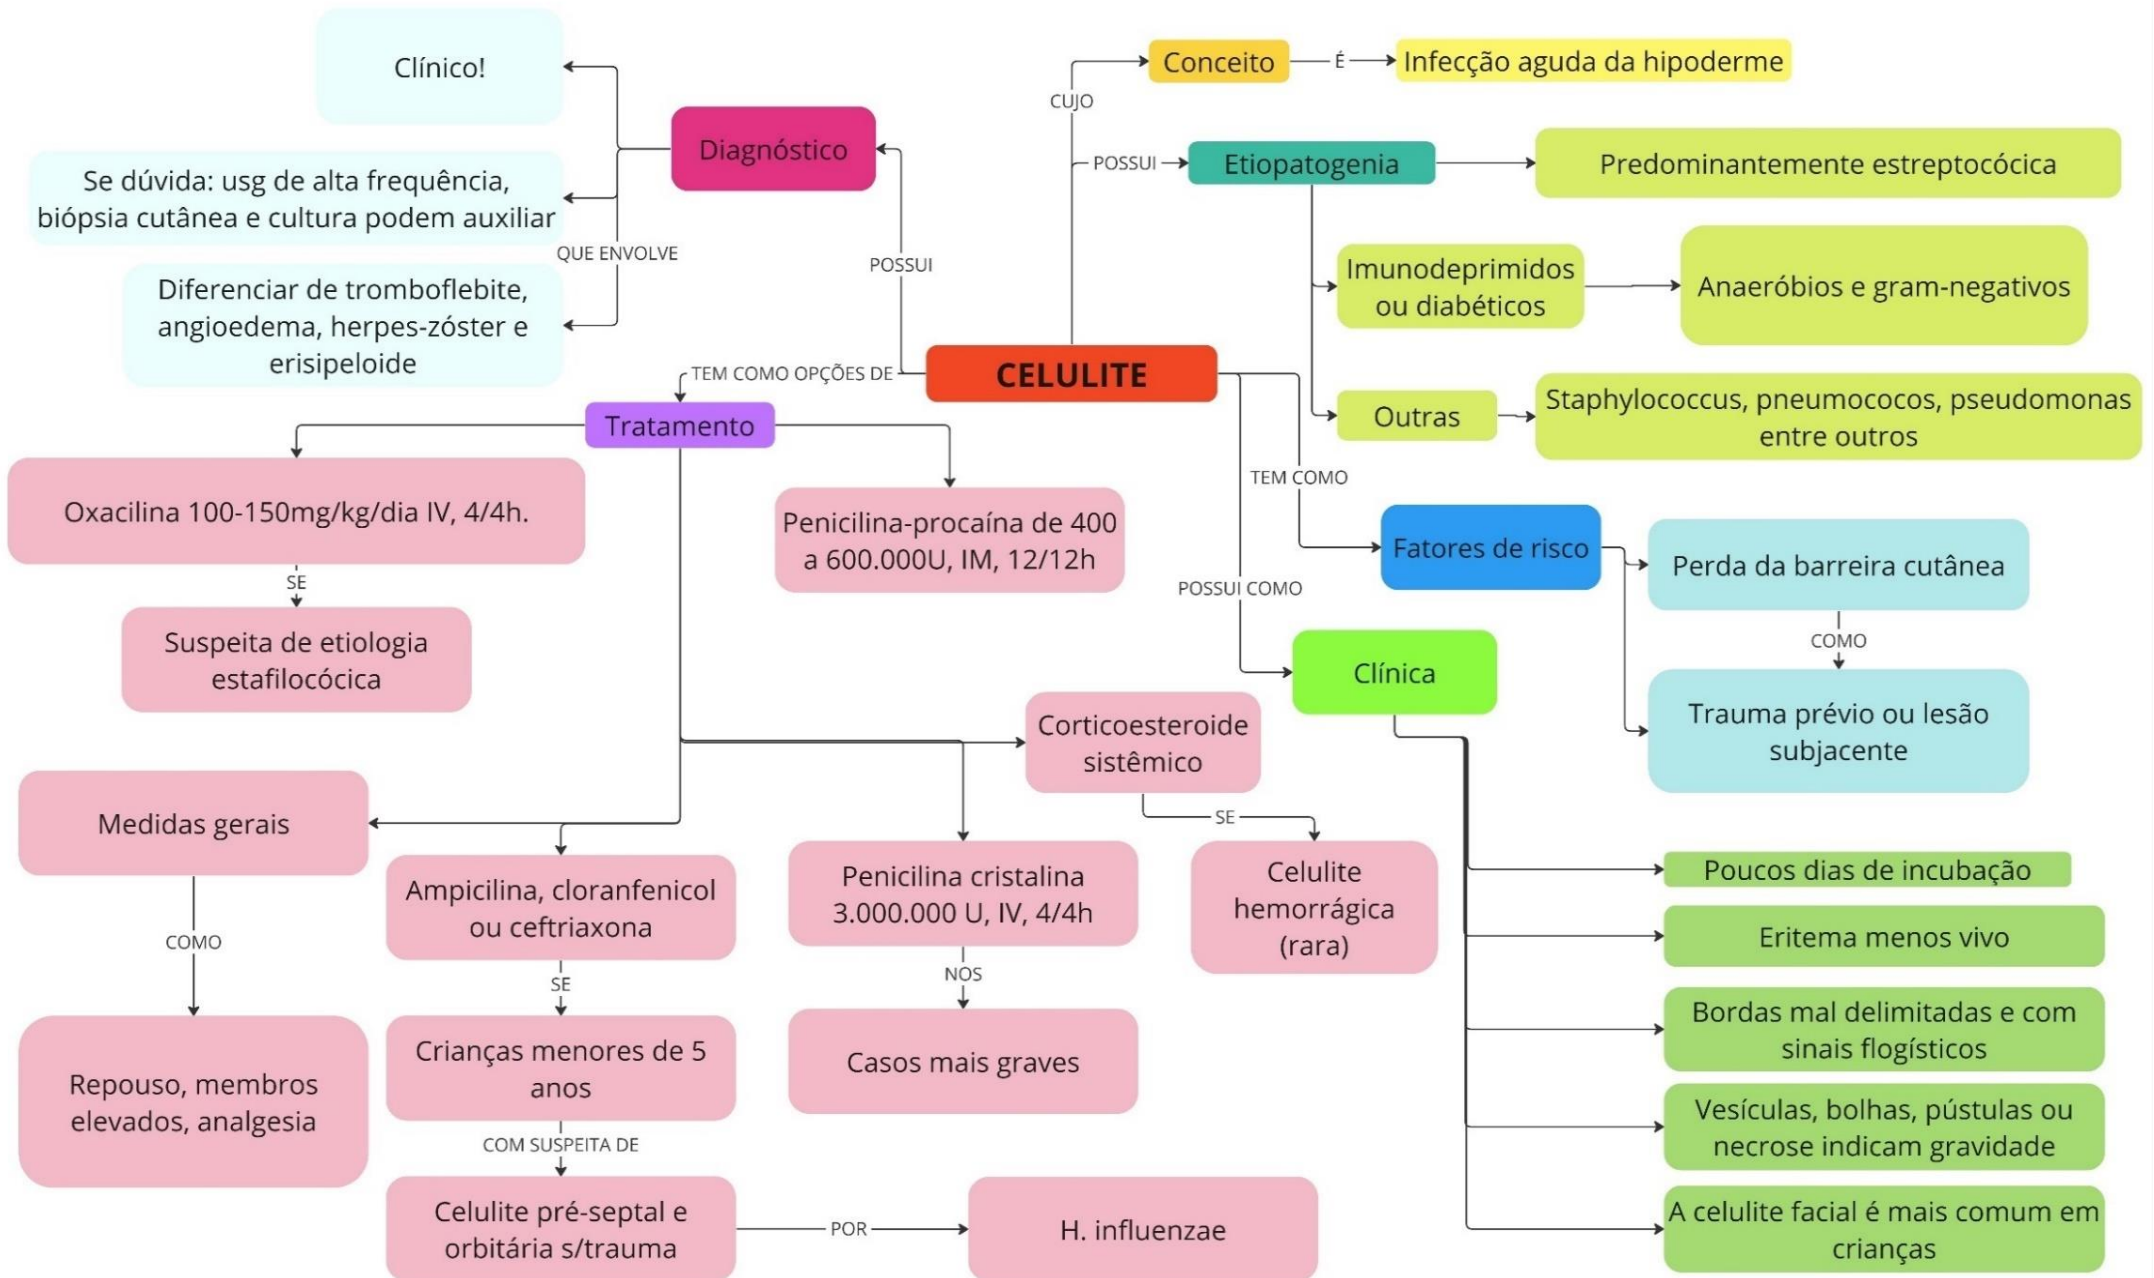 Clínico!
Se dúvida: usg de alta frequência,
biópsia cutânea e cultura podem auxiliar
Diferenciar de tromboflebite,
angioedema, herpes-zóster e
erisipeloide
QUE ENVOLVE
Diagnóstico
POSSUI
CUJO
Conceito
É
Infecção aguda da hipoderme
POSSUI
Etiopatogenia
Predominantemente estreptocócica
Imunodeprimidos
ou diabéticos
Anaeróbios e gram-negativos
Outras
Staphylococcus, pneumococos, pseudomonas
entre outros
CELULITE
TEM COMO OPÇÕES DE
Tratamento
Oxacilina 100-150mg/kg/dia IV, 4/4h.
SE
Suspeita de etiologia
estafilocócica
Penicilina-procaína de 400
a 600.000U, IM, 12/12h
TEM COMO
Fatores de risco
Perda da barreira cutânea
COMO
Trauma prévio ou lesão
subjacente
POSSUI COMO
Clínica
Poucos dias de incubação
Eritema menos vivo
Bordas mal delimitadas e com
sinais flogísticos
Vesículas, bolhas, pústulas ou
necrose indicam gravidade
A celulite facial é mais comum em
crianças
Corticoesteroide
sistêmico
SE
Celulite
hemorrágica
(rara)
Medidas gerais
COMO
Repouso, membros
elevados, analgesia
Ampicilina, cloranfenicol
ou ceftriaxona
SE
Crianças menores de 5
anos
COM SUSPEITA DE
Celulite pré-septal e
orbitária s/trauma
POR
H. influenzae
Penicilina cristalina
3.000.000 U, IV, 4/4h
NOS
Casos mais graves